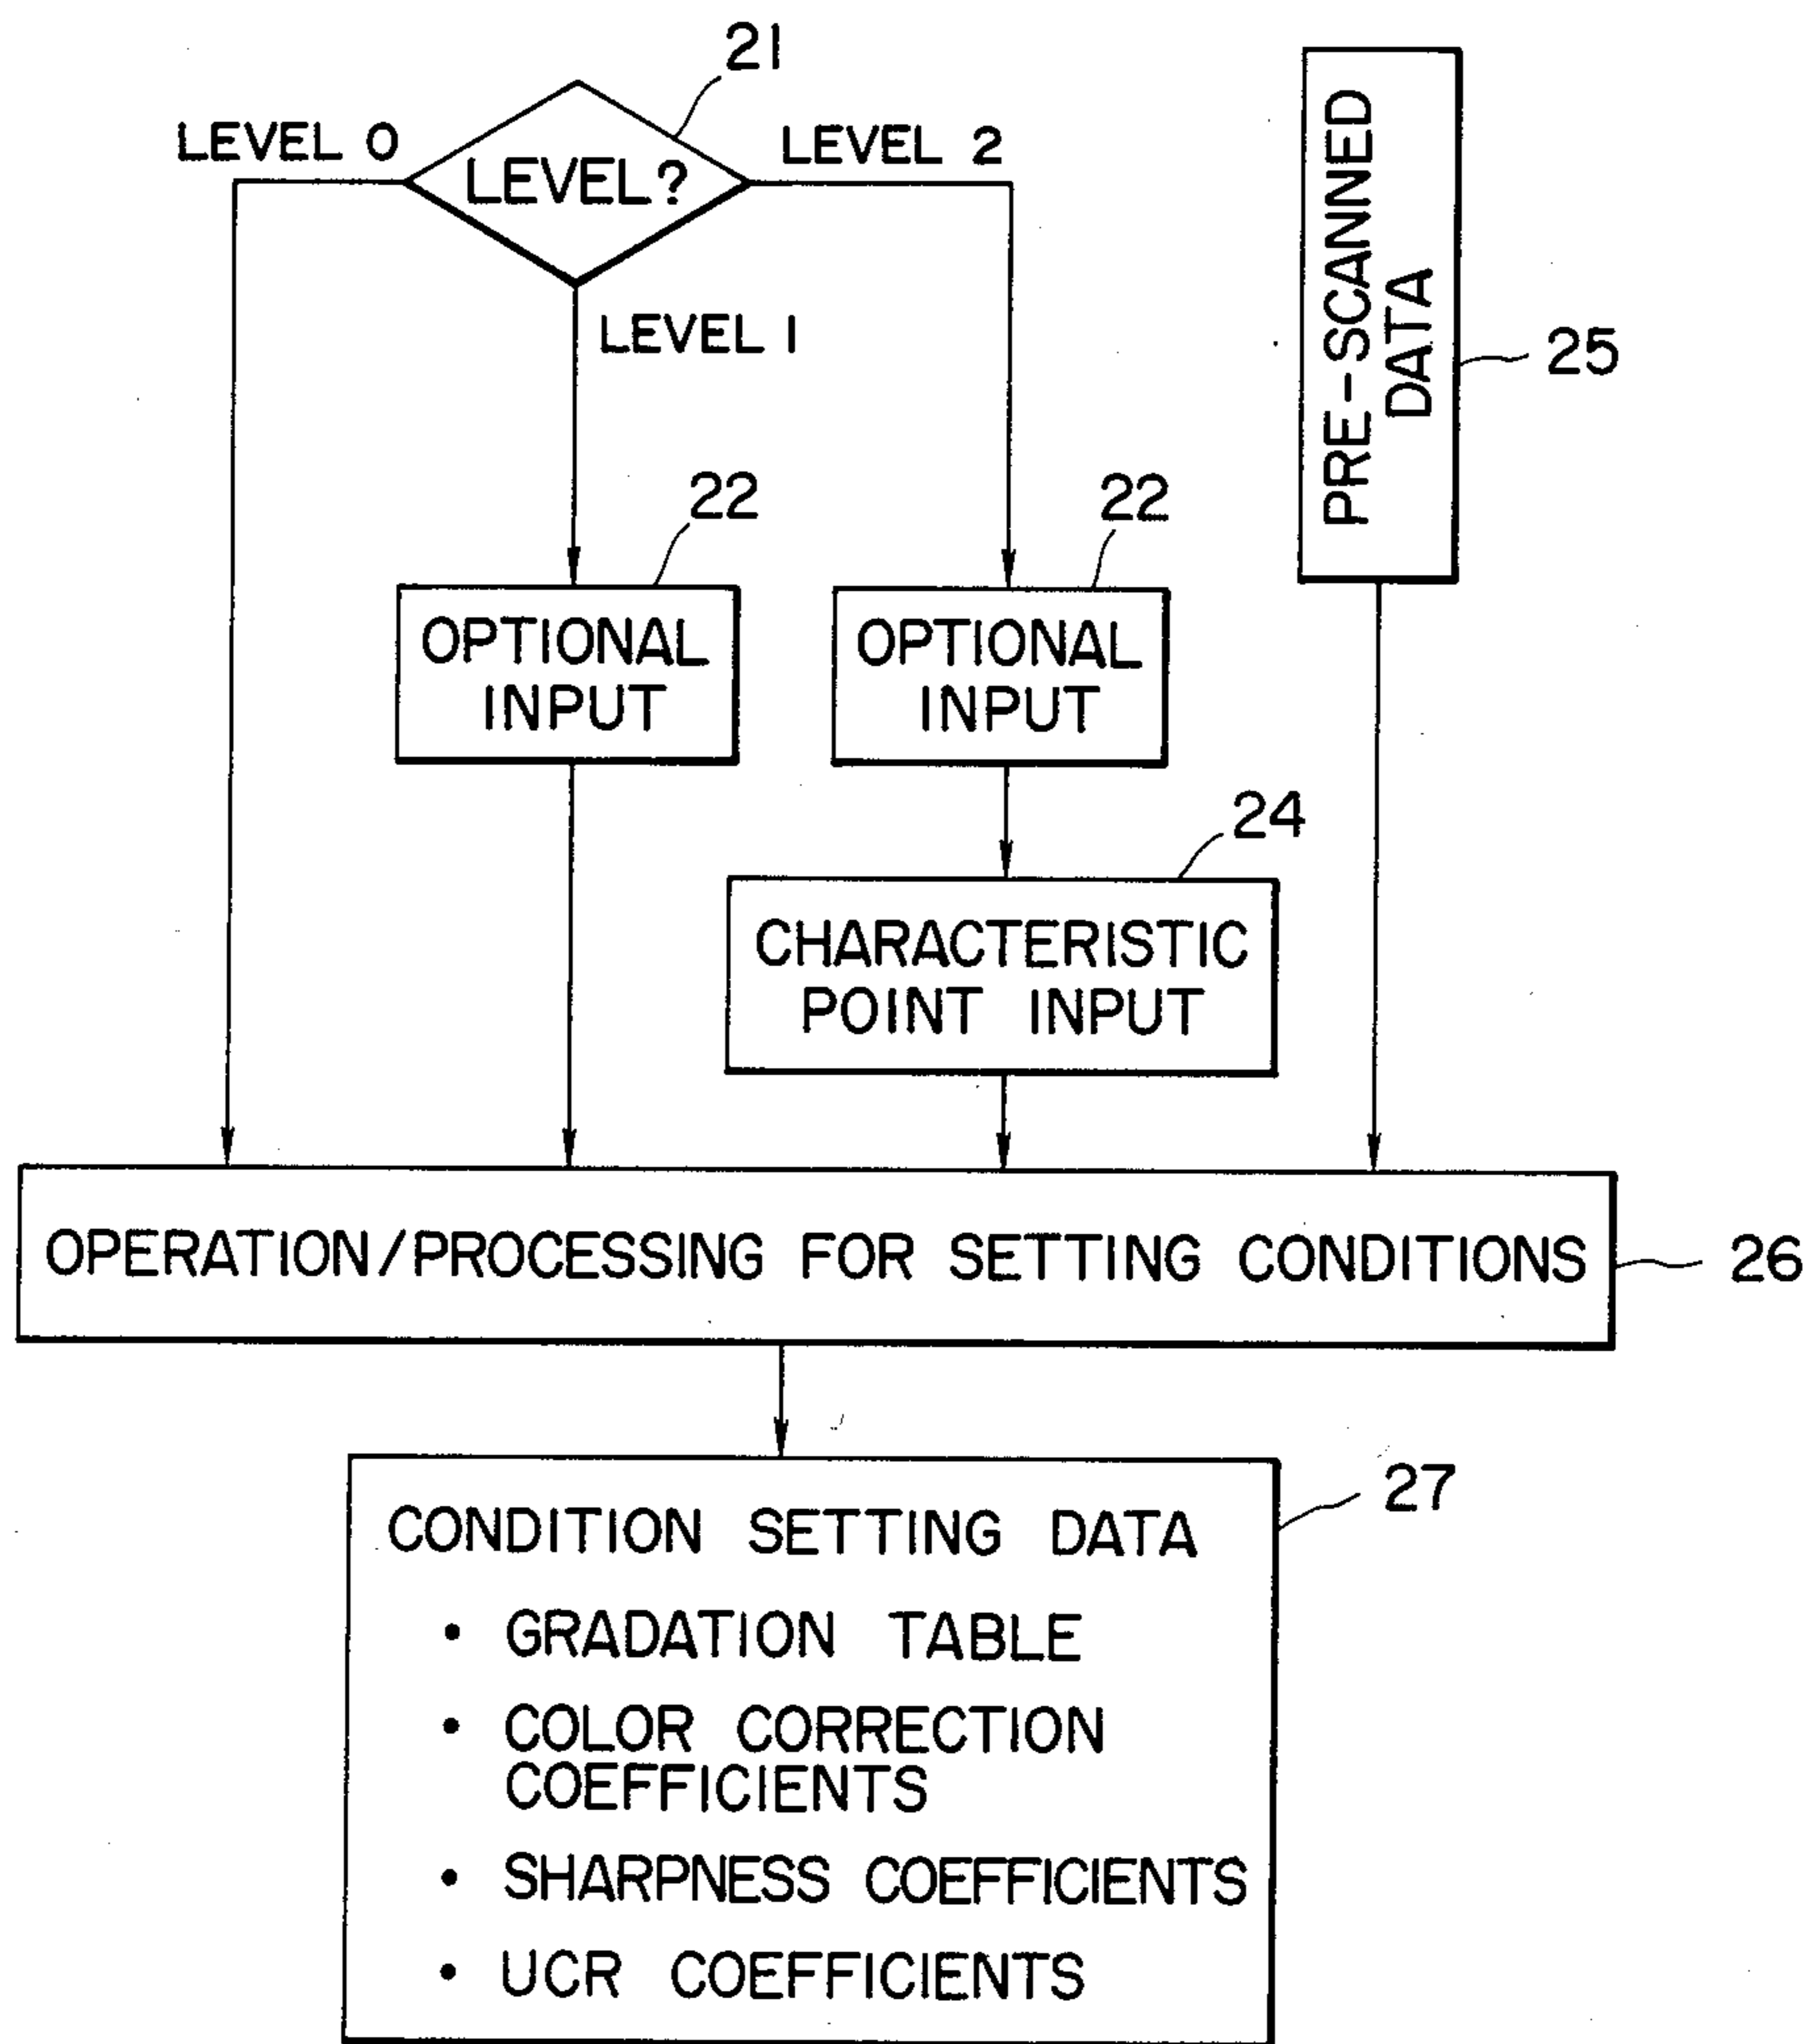 21
LEVEL 0
LEVEL?
LEVEL 2
LEVEL 1
PRE-SCANNED
DATA
25
22
22
OPTIONAL
INPUT
OPTIONAL
INPUT
24
CHARACTERISTIC
POINT INPUT
OPERATION/PROCESSING FOR SETTING CONDITIONS
26
27
CONDITION SETTING DATA
• GRADATION TABLE
• COLOR CORRECTION
COEFFICIENTS
• SHARPNESS COEFFICIENTS
• UCR COEFFICIENTS